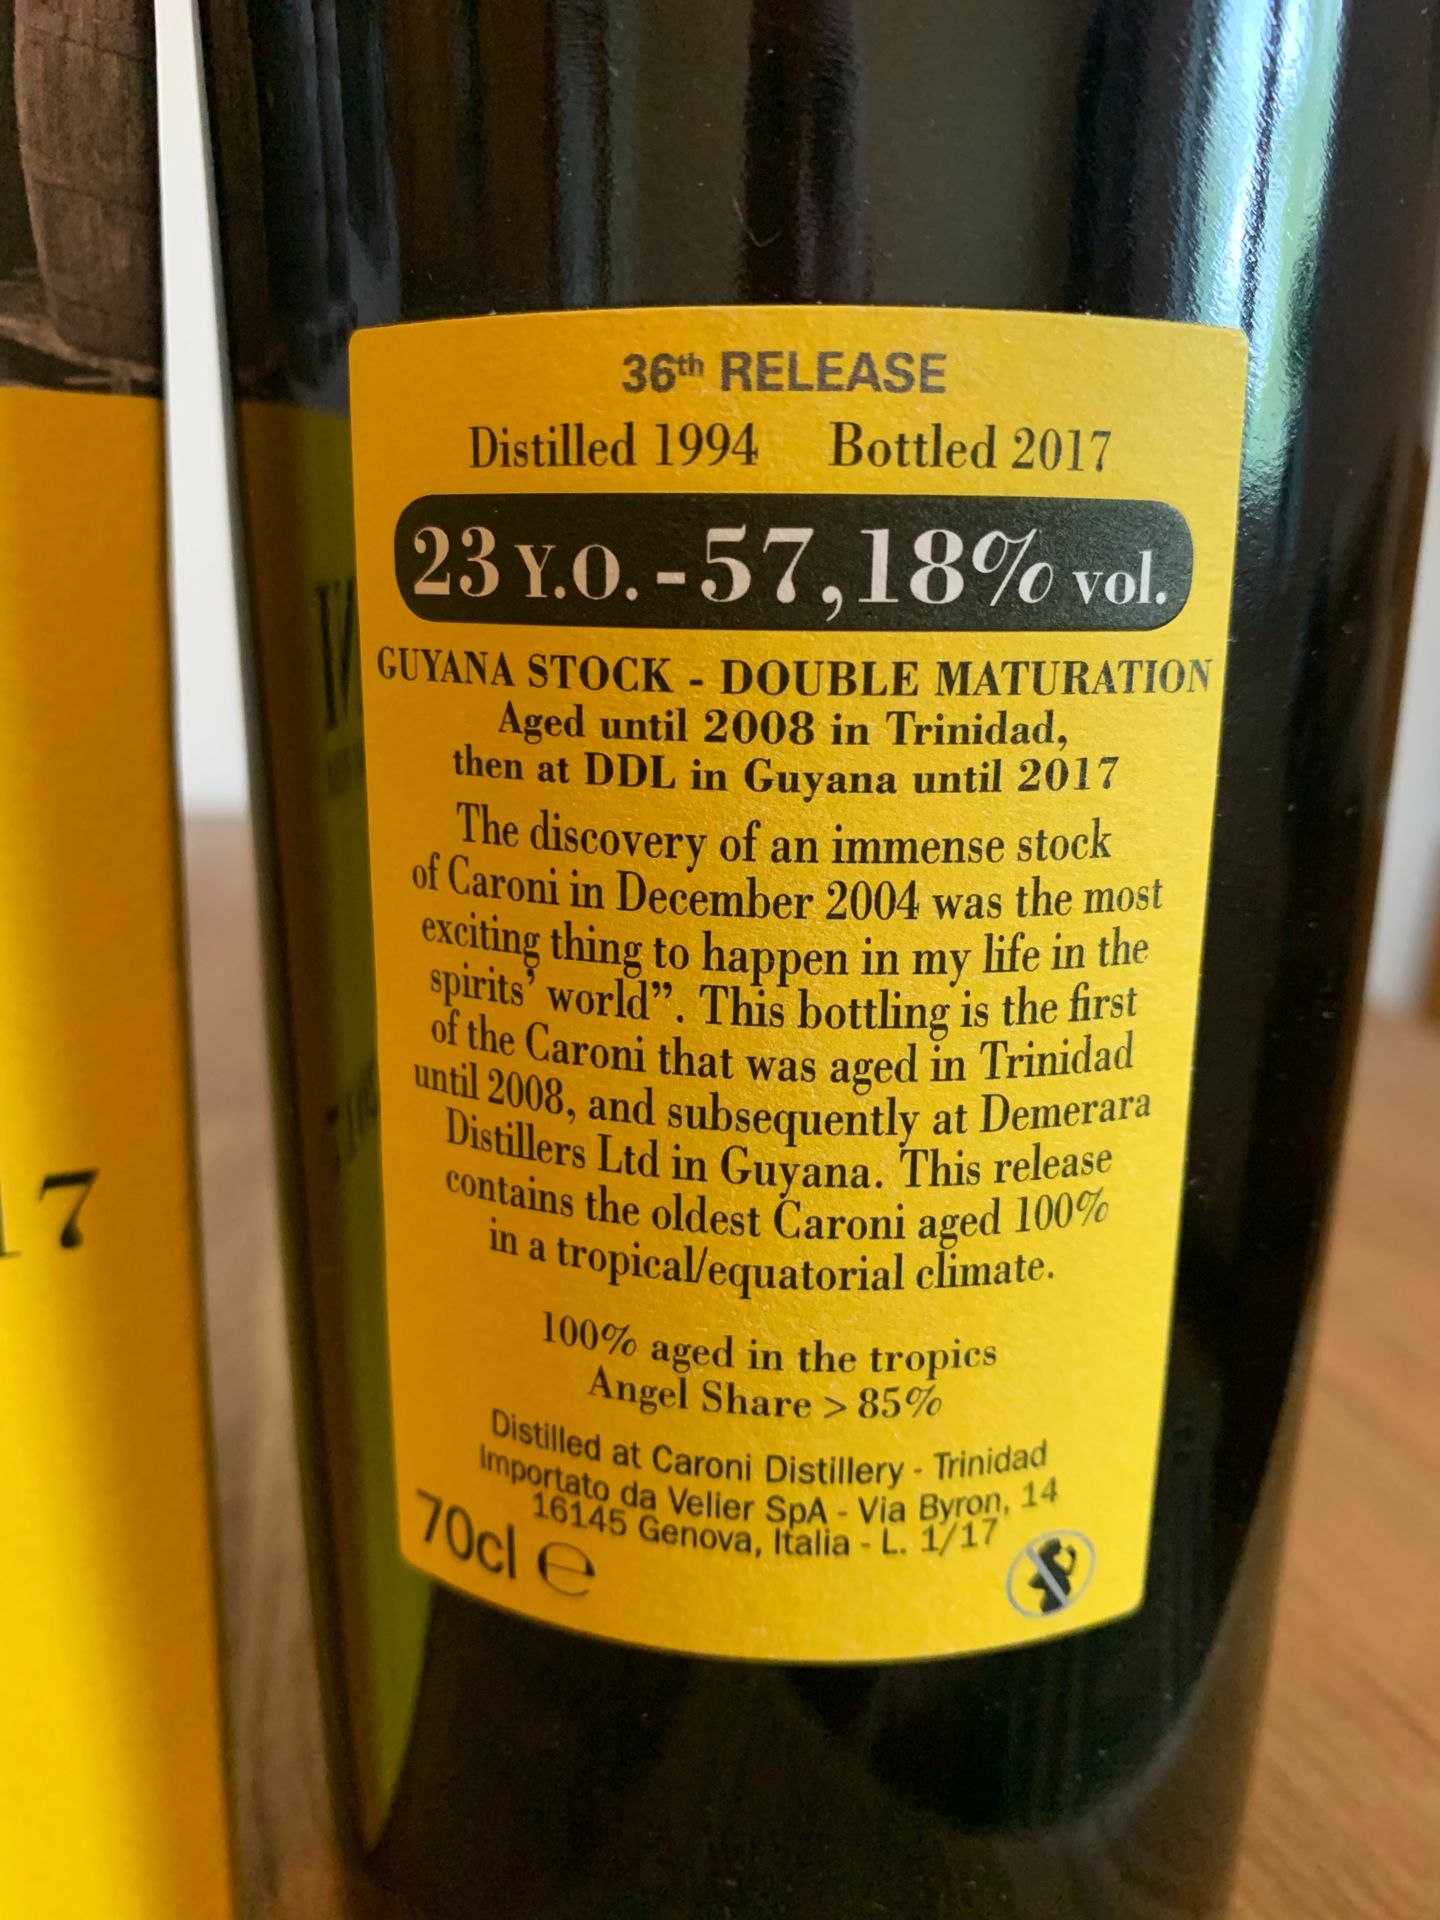 36th RELEASE
Distilled 1994 Bottled 2017
23 Y.O. - 57,18% vol.
GUYANA STOCK - DOUBLE MATURATION
Aged until 2008 in Trinidad,
then at DDL in Guyana until 2017
The discovery of an immense stock
of Caroni in December 2004 was the most
exciting thing to happen in my life in the
spirits' world”. This bottling is the first
of the Caroni that was aged in Trinidad
until 2008, and subsequently at Demerara
Distillers Ltd in Guyana. This release
contains the oldest Caroni aged 100%
in a tropical/equatorial climate.
100% aged in the tropics
Angel Share > 85%
Distilled at Caroni Distillery - Trinidad
Importato da Velier SpA - Via Byron, 14
16145 Genova, Italia - L. 1/17
70cl ℮
17